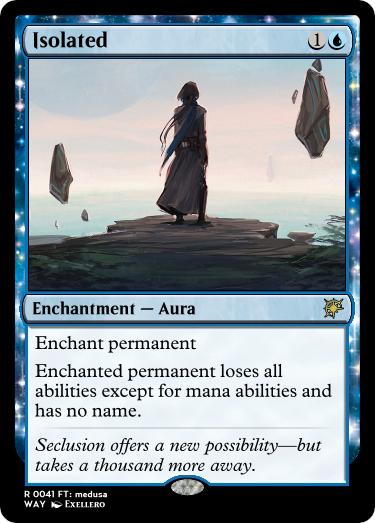 Isolated 1
Enchantment — Aura
Enchant permanent
Enchanted permanent loses all
abilities except for mana abilities and
has no name.
Seclusion offers a new possibility—but
takes a thousand more away.
R 0041 FT: medusa
WAY Exellero